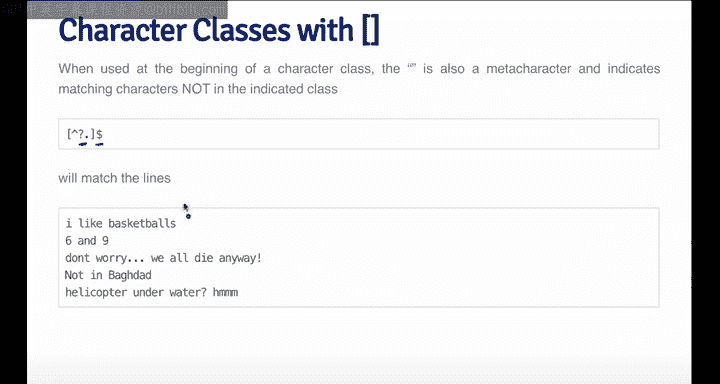 Character Classes with []
When used at the beginning of a character class, the “” is also a metacharacter and indicates
matching characters NOT in the indicated class
[^?.]$
will match the lines
i like basketballs
6 and 9
dont worry... we all die anyway!
Not in Baghdad
helicopter under water? hmmm